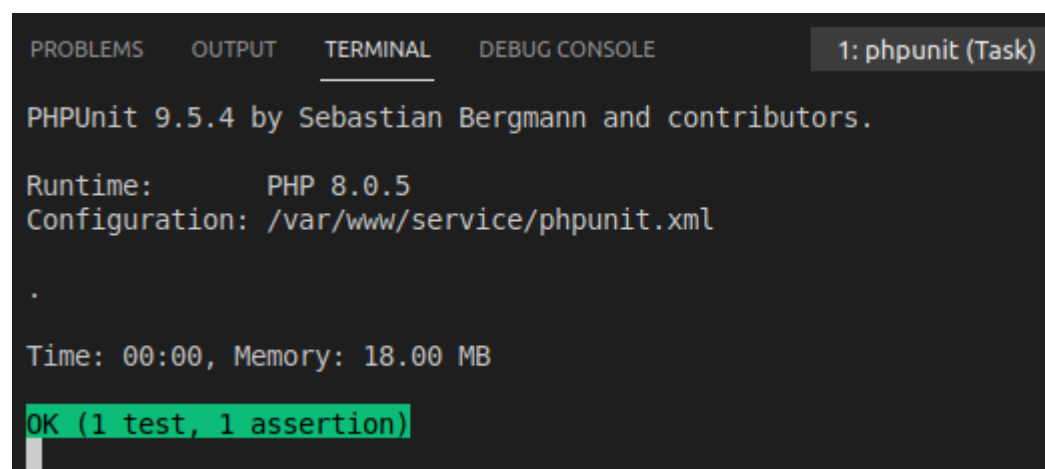 PROBLEMS OUTPUT TERMINAL DEBUG CONSOLE 1: phpunit (Task)
PHPUnit 9.5.4 by Sebastian Bergmann and contributors.
Runtime: PHP 8.0.5
Configuration: /var/www/service/phpunit.xml
.
Time: 00:00, Memory: 18.00 MB
OK (1 test, 1 assertion)